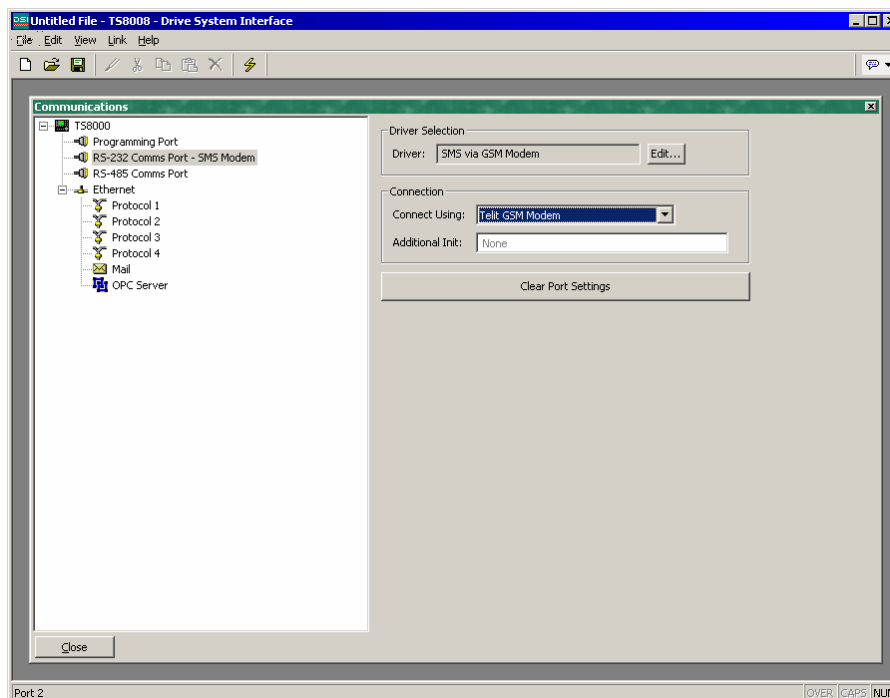 DSI Untitled File - TS8008 - Drive System Interface
File Edit View Link Help
Communications
TS8000
Programming Port
RS-232 Comms Port - SMS Modem
RS-485 Comms Port
Ethernet
Protocol 1
Protocol 2
Protocol 3
Protocol 4
Mail
OPC Server
Driver Selection
Driver: SMS via GSM Modem Edit...
Connection
Connect Using: Telit GSM Modem
Additional Init: None
Clear Port Settings
Close
Port 2 OVER CAPS NUM